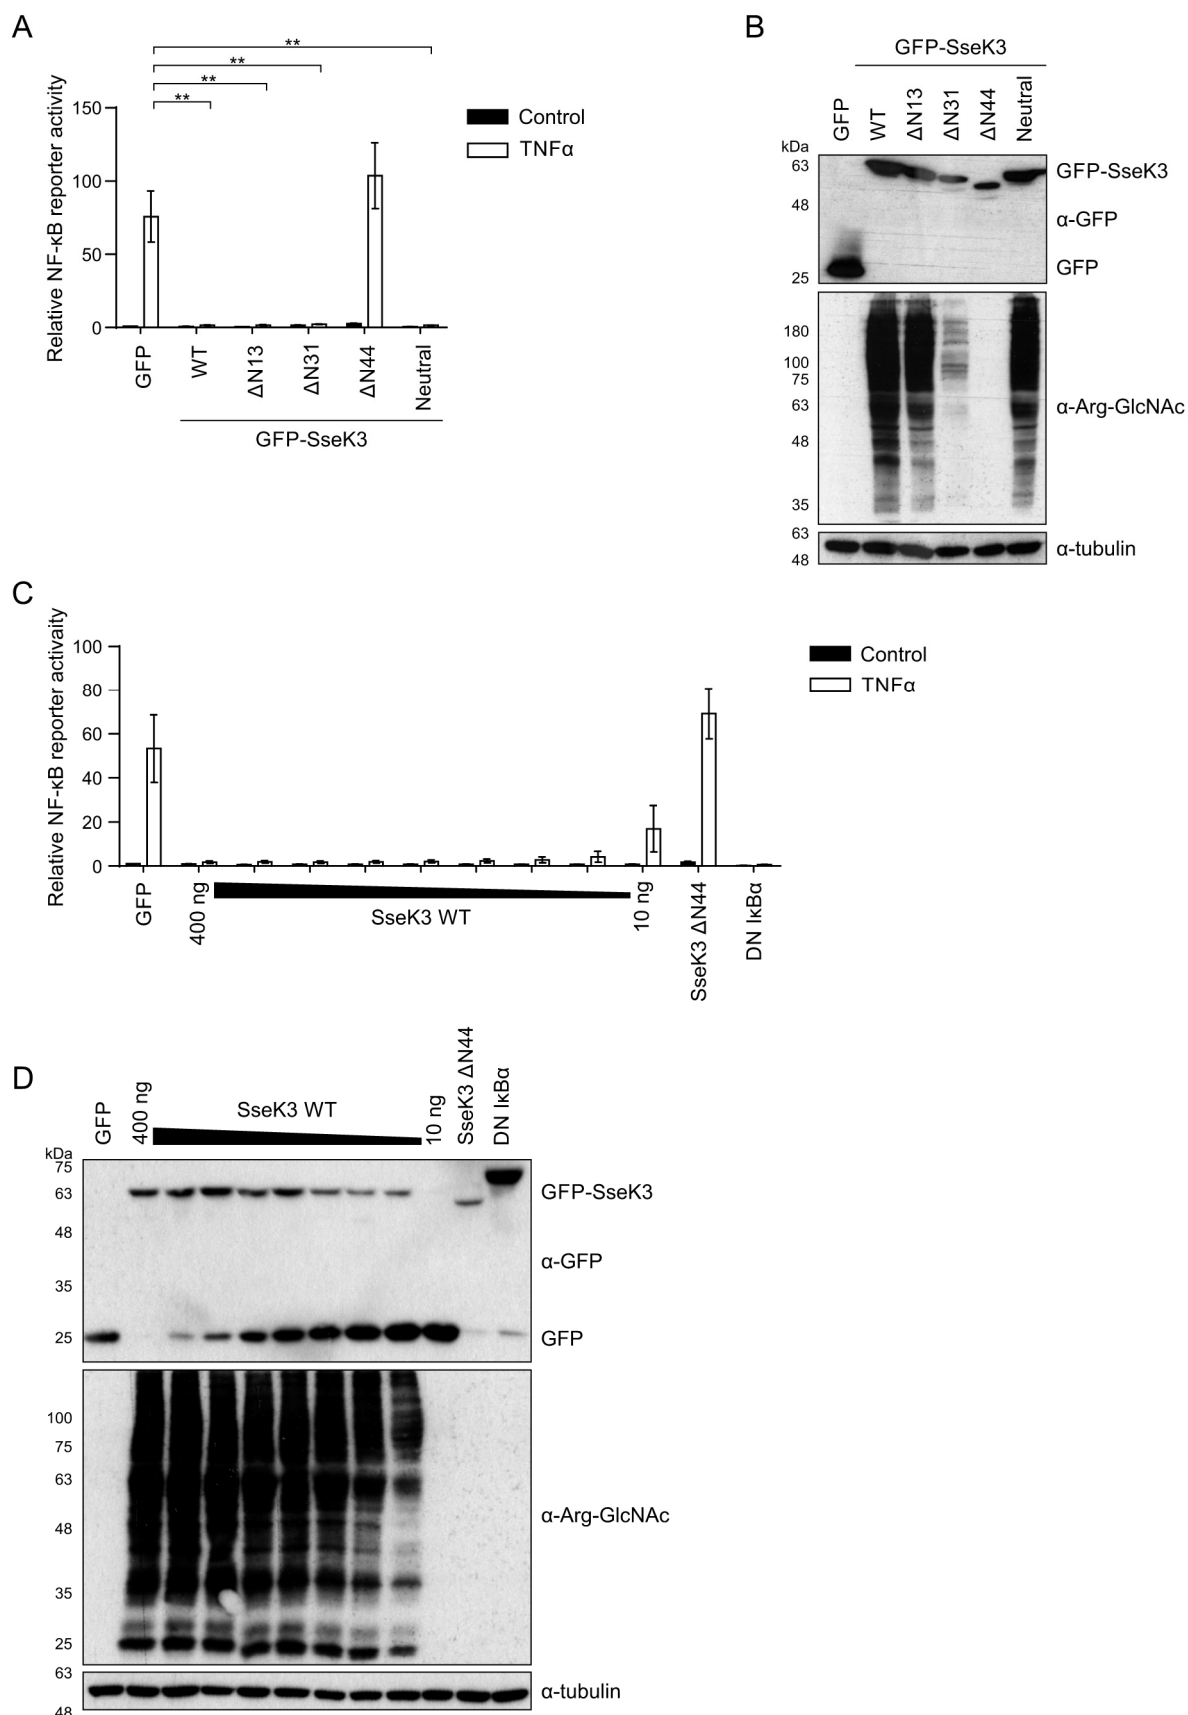 A
Relative NF-κB reporter activity
150
100
50
0
**
**
**
**
Control
TNFα
GFP
WT
ΔN13
ΔN31
ΔN44
Neutral
GFP-SseK3
B
GFP-SseK3
GFP
WT
ΔN13
ΔN31
ΔN44
Neutral
kDa
63
48
25
GFP-SseK3
α-GFP
GFP
180
100
75
63
48
35
α-Arg-GlcNAc
63
48
α-tubulin
C
Relative NF-κB reporter activaity
100
80
60
40
20
0
Control
TNFα
GFP
400 ng
SseK3 WT
10 ng
SseK3 ΔN44
DN IκBα
D
GFP
400 ng
SseK3 WT
10 ng
SseK3 ΔN44
DN IκBα
kDa
75
63
48
35
25
GFP-SseK3
α-GFP
GFP
100
75
63
48
35
25
α-Arg-GlcNAc
63
48
α-tubulin